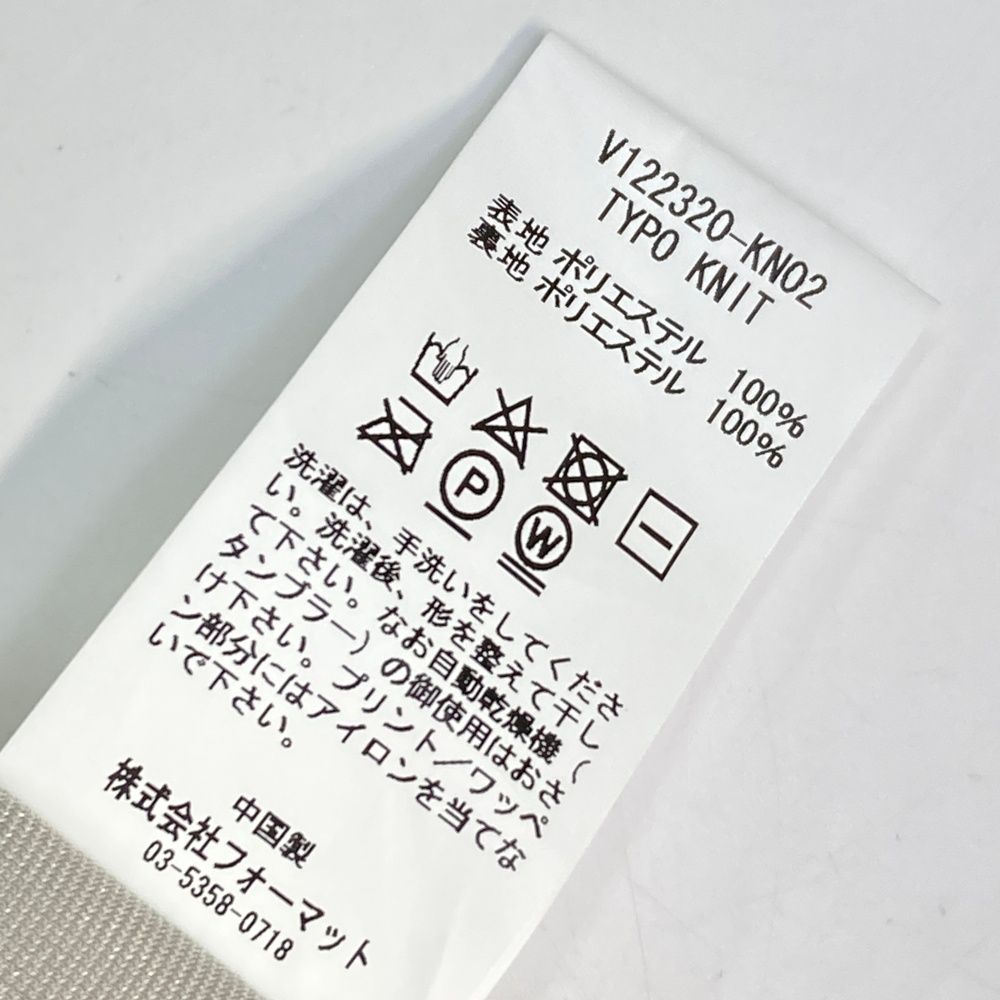 V122320-KN02
TYPO KNIT
表地 ポリエステル 100%
裏地 ポリエステル 100%
P
W
洗濯は、手洗いをしてくださ
い。洗濯後、形を整えて干し
て下さい。なお自動乾燥機(
タンブラー)の御使用はおさ
け下さい。プリント/ワッペ
ン部分にはアイロンを当てな
いで下さい。
中国製
株式会社フォーマット
03-5358-0718